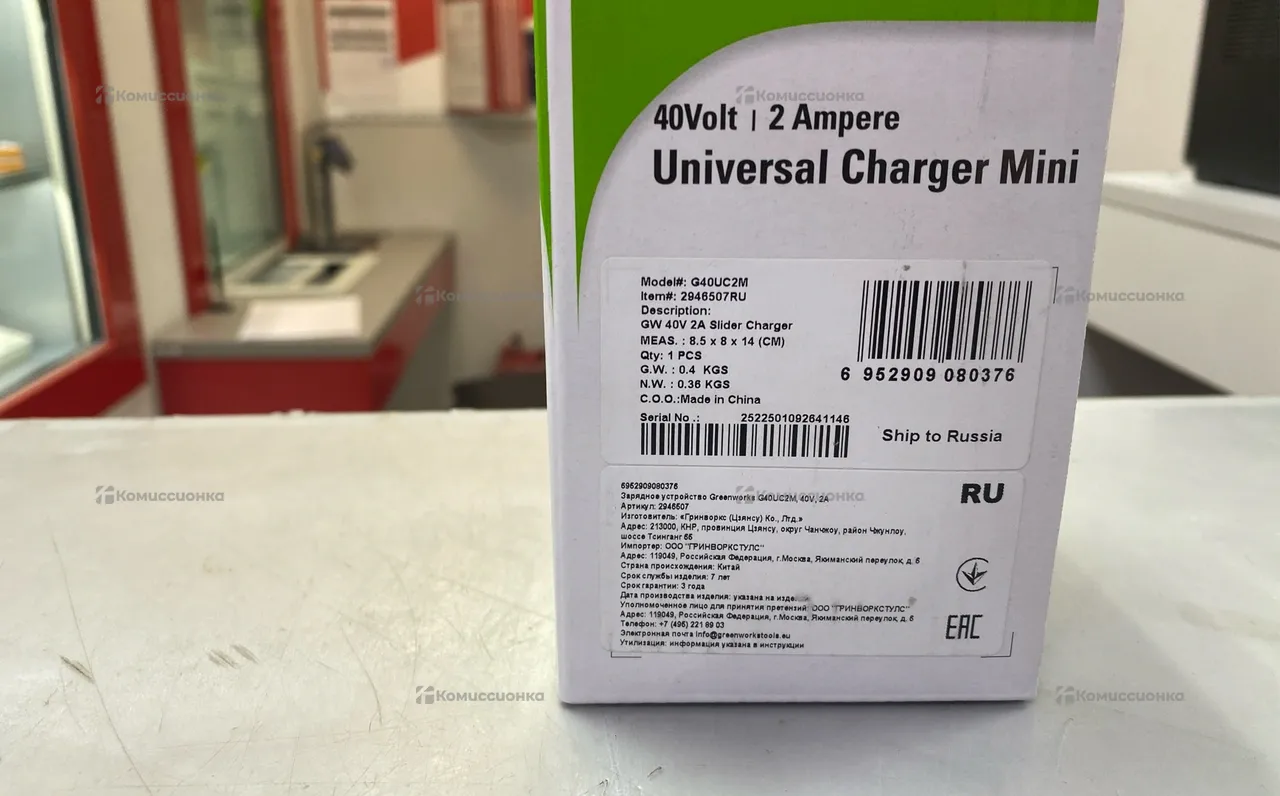 40Volt | 2 Ampere
Universal Charger Mini
Model#: G40UC2M
Item#: 2946507RU
Description:
GW 40V 2A Slider Charger
MEAS. : 8.5 x 8 x 14 (CM)
Qty: 1 PCS
G.W. : 0.4 KGS
N.W. : 0.36 KGS
C.O.O.:Made in China
Serial No .: 2522501092641146
6 952909 080376
Ship to Russia
6952909080376
Зарядное устройство Greenworks G40UC2M, 40V, 2A
Артикул: 2946507
Изготовитель: «Гринворкс (Цзянсу) Ко., Лтд.»
Адрес: 213000, КНР, провинция Цзянсу, округ Чанчжоу, район Чжунлоу,
шоссе Тсинганг 66
Импортер: ООО "ГРИНВОРКСТУЛС"
Адрес: 119049, Российская Федерация, г.Москва, Якиманский переулок, д. 6
Страна происхождения: Китай
Срок службы изделия: 7 лет
Срок гарантии: 3 года
Дата производства изделия: указана на
Уполномоченное лицо для принятия претензий: ООО "ГРИНВОРКСТУЛС"
Адрес: 119049, Российская Федерация, г.Москва, Якиманский переулок, д. 6
Телефон: +7 (495) 221 89 03
Электронная почта info@greenworkstools.eu
Утилизация: информация указана в инструкции
RU
EAC
Комиссионка
Комиссионка
Комиссионка
Комиссионка
Комиссионка
Комиссионка
Комиссионка
Комиссионка